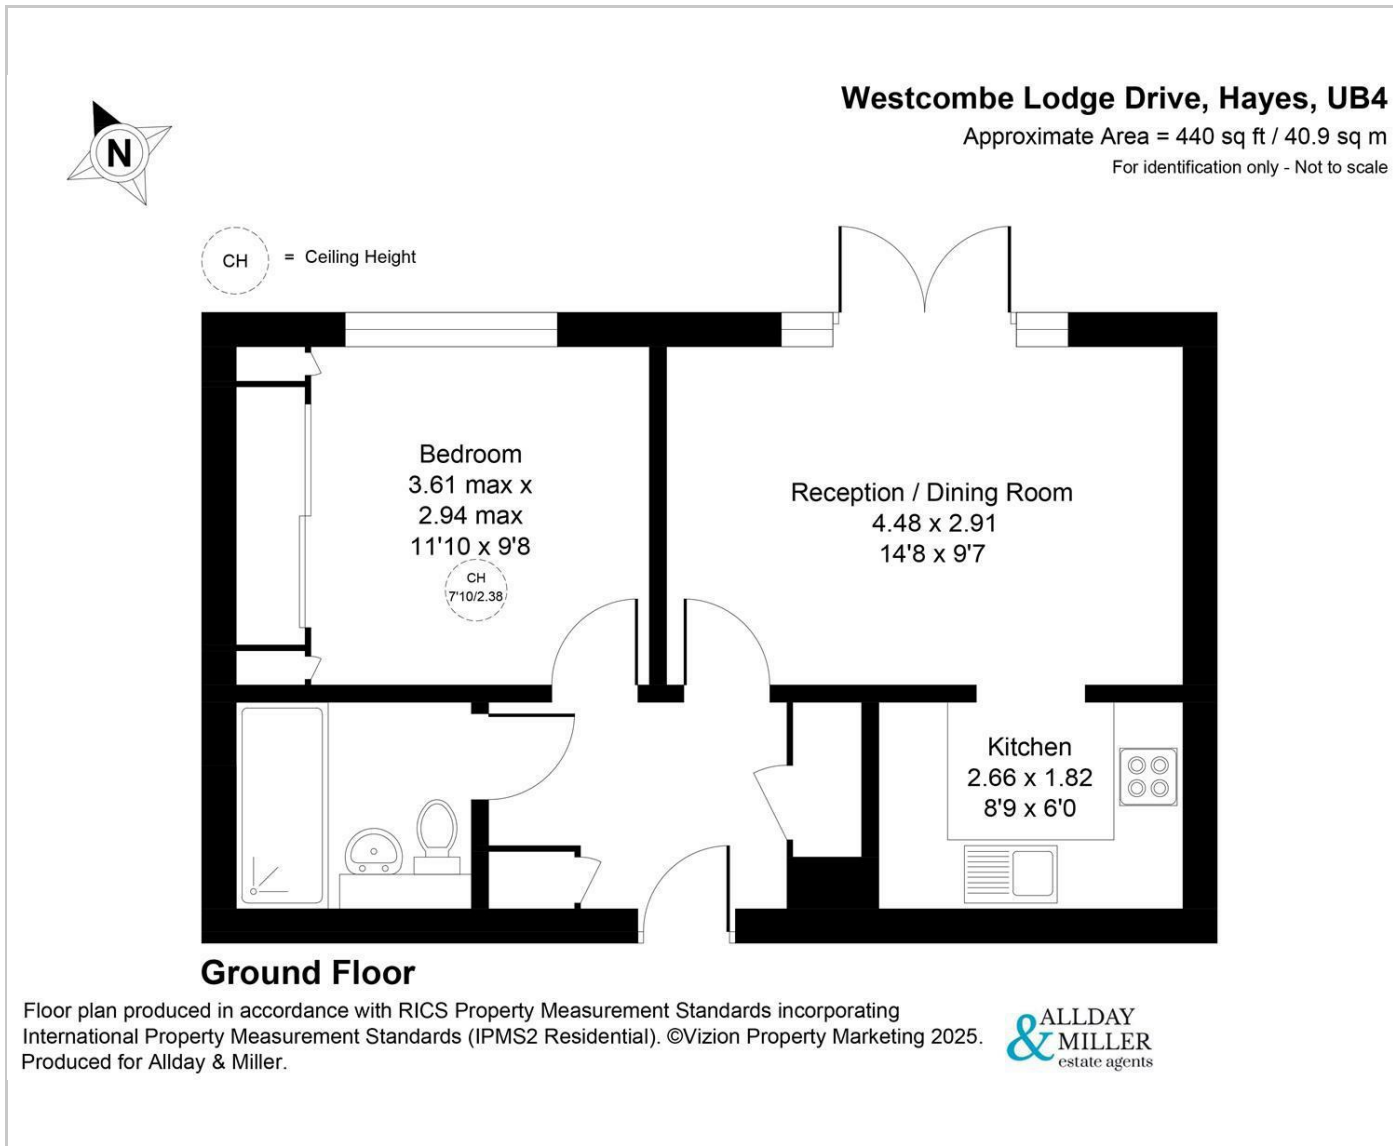 Westcombe Lodge Drive, Hayes, UB4
Approximate Area = 440 sq ft / 40.9 sq m
For identification only - Not to scale
N
CH = Ceiling Height
Bedroom
3.61 max x
2.94 max
11'10 x 9'8
CH
7'10/2.38
Reception / Dining Room
4.48 x 2.91
14'8 x 9'7
Kitchen
2.66 x 1.82
8'9 x 6'0
Ground Floor
Floor plan produced in accordance with RICS Property Measurement Standards incorporating
International Property Measurement Standards (IPMS2 Residential). ©Vizion Property Marketing 2025.
Produced for Allday & Miller.
ALLDAY
& MILLER
estate agents